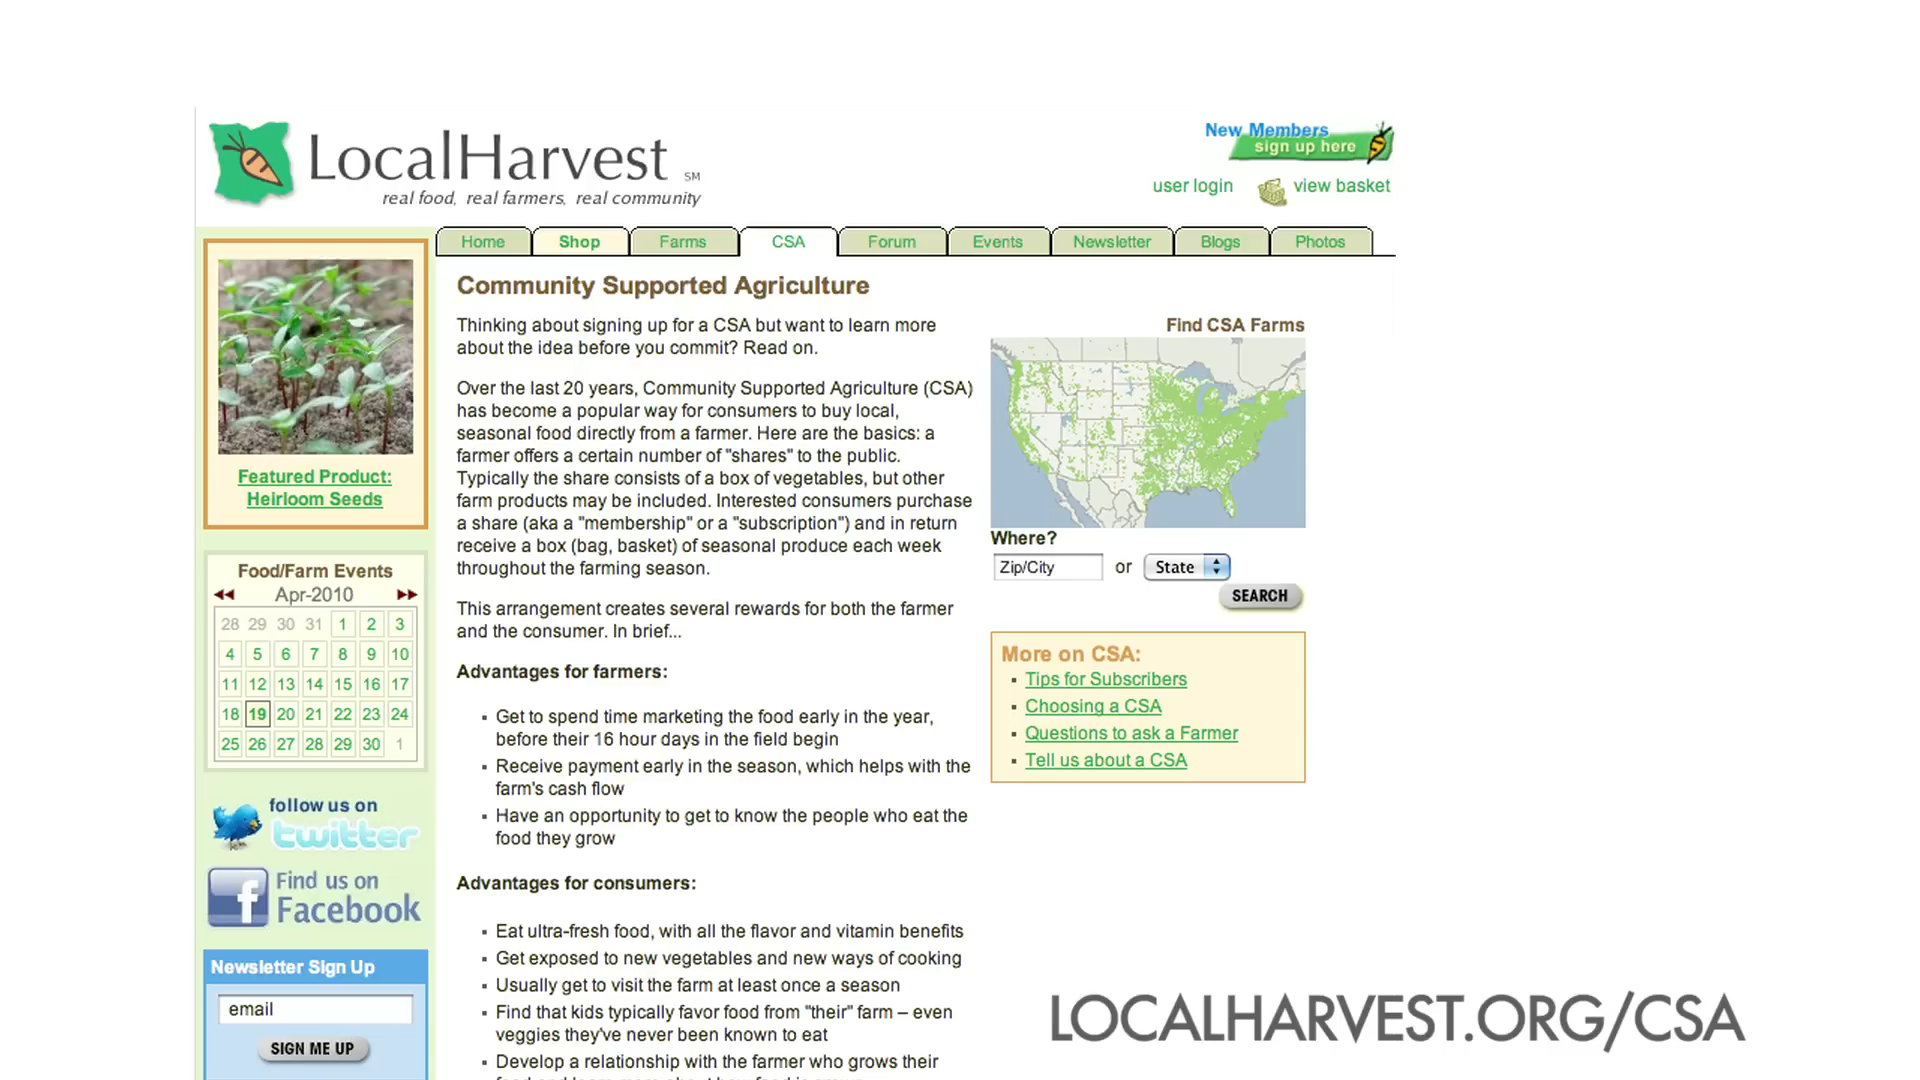 LocalHarvest SM
real food, real farmers, real community
New Members
sign up here
user login
view basket
Home
Shop
Farms
CSA
Forum
Events
Newsletter
Blogs
Photos
Featured Product:
Heirloom Seeds
Food/Farm Events
Apr-2010
28 29 30 31 1 2 3
4 5 6 7 8 9 10
11 12 13 14 15 16 17
18 19 20 21 22 23 24
25 26 27 28 29 30 1
follow us on
twitter
Find us on
Facebook
Newsletter Sign Up
email
SIGN ME UP
Community Supported Agriculture
Thinking about signing up for a CSA but want to learn more
about the idea before you commit? Read on.
Over the last 20 years, Community Supported Agriculture (CSA)
has become a popular way for consumers to buy local,
seasonal food directly from a farmer. Here are the basics: a
farmer offers a certain number of "shares" to the public.
Typically the share consists of a box of vegetables, but other
farm products may be included. Interested consumers purchase
a share (aka a "membership" or a "subscription") and in return
receive a box (bag, basket) of seasonal produce each week
throughout the farming season.
This arrangement creates several rewards for both the farmer
and the consumer. In brief...
Advantages for farmers:
Get to spend time marketing the food early in the year,
before their 16 hour days in the field begin
Receive payment early in the season, which helps with the
farm's cash flow
Have an opportunity to get to know the people who eat the
food they grow
Advantages for consumers:
Eat ultra-fresh food, with all the flavor and vitamin benefits
Get exposed to new vegetables and new ways of cooking
Usually get to visit the farm at least once a season
Find that kids typically favor food from "their" farm – even
veggies they've never been known to eat
Develop a relationship with the farmer who grows their
Find CSA Farms
Where?
Zip/City
or
State
SEARCH
More on CSA:
Tips for Subscribers
Choosing a CSA
Questions to ask a Farmer
Tell us about a CSA
LOCALHARVEST.ORG/CSA